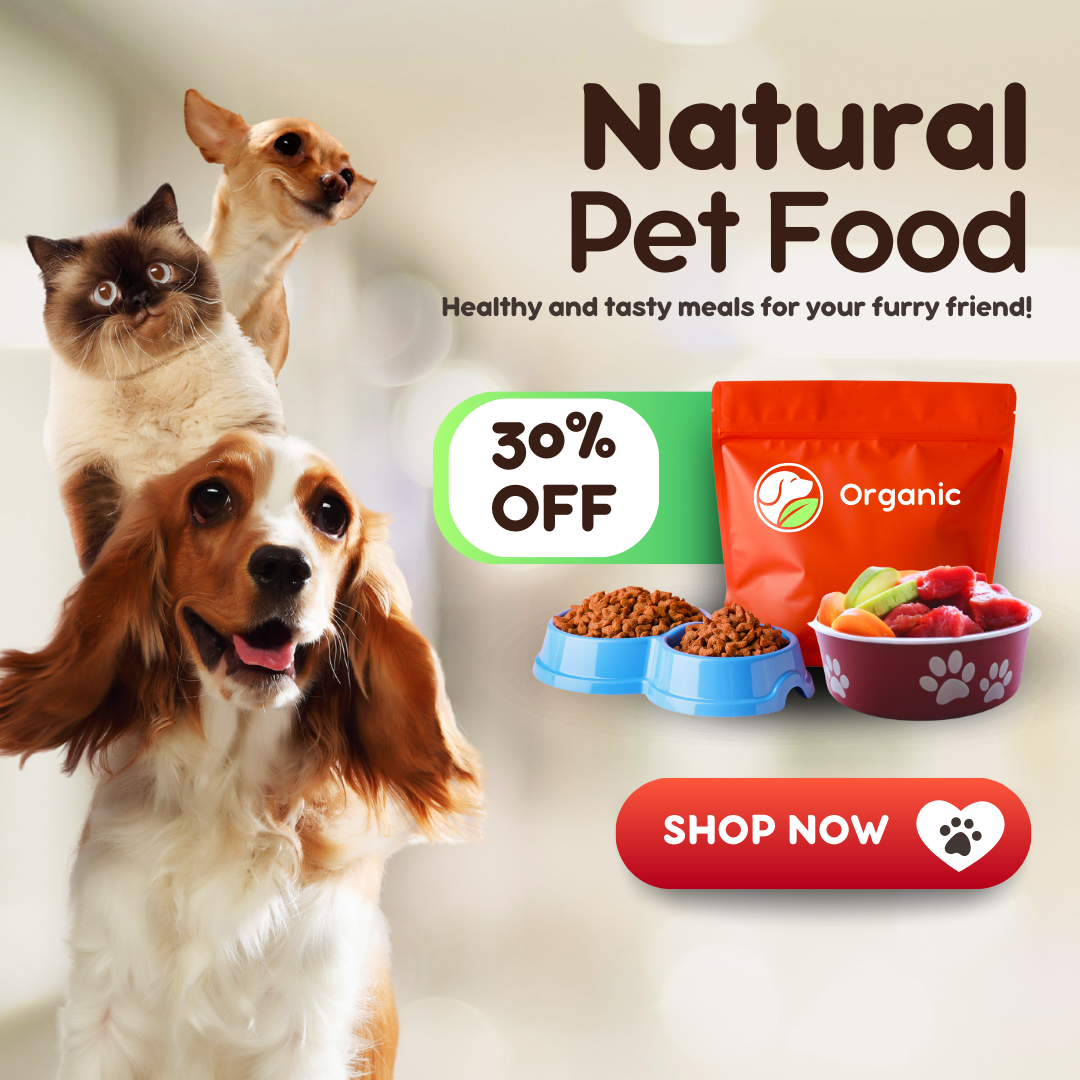 Natural
Pet Food
Healthy and tasty meals for your furry friend!
30%
OFF
Organic
SHOP NOW